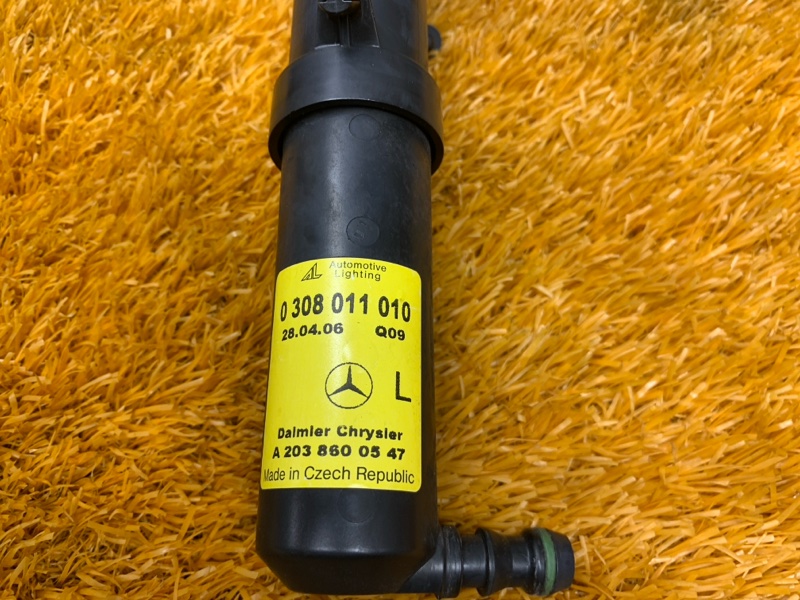 AL Automotive
Lighting
0 308 011 010
28.04.06 Q09
L
Daimler Chrysler
A 203 860 05 47
Made in Czech Republic